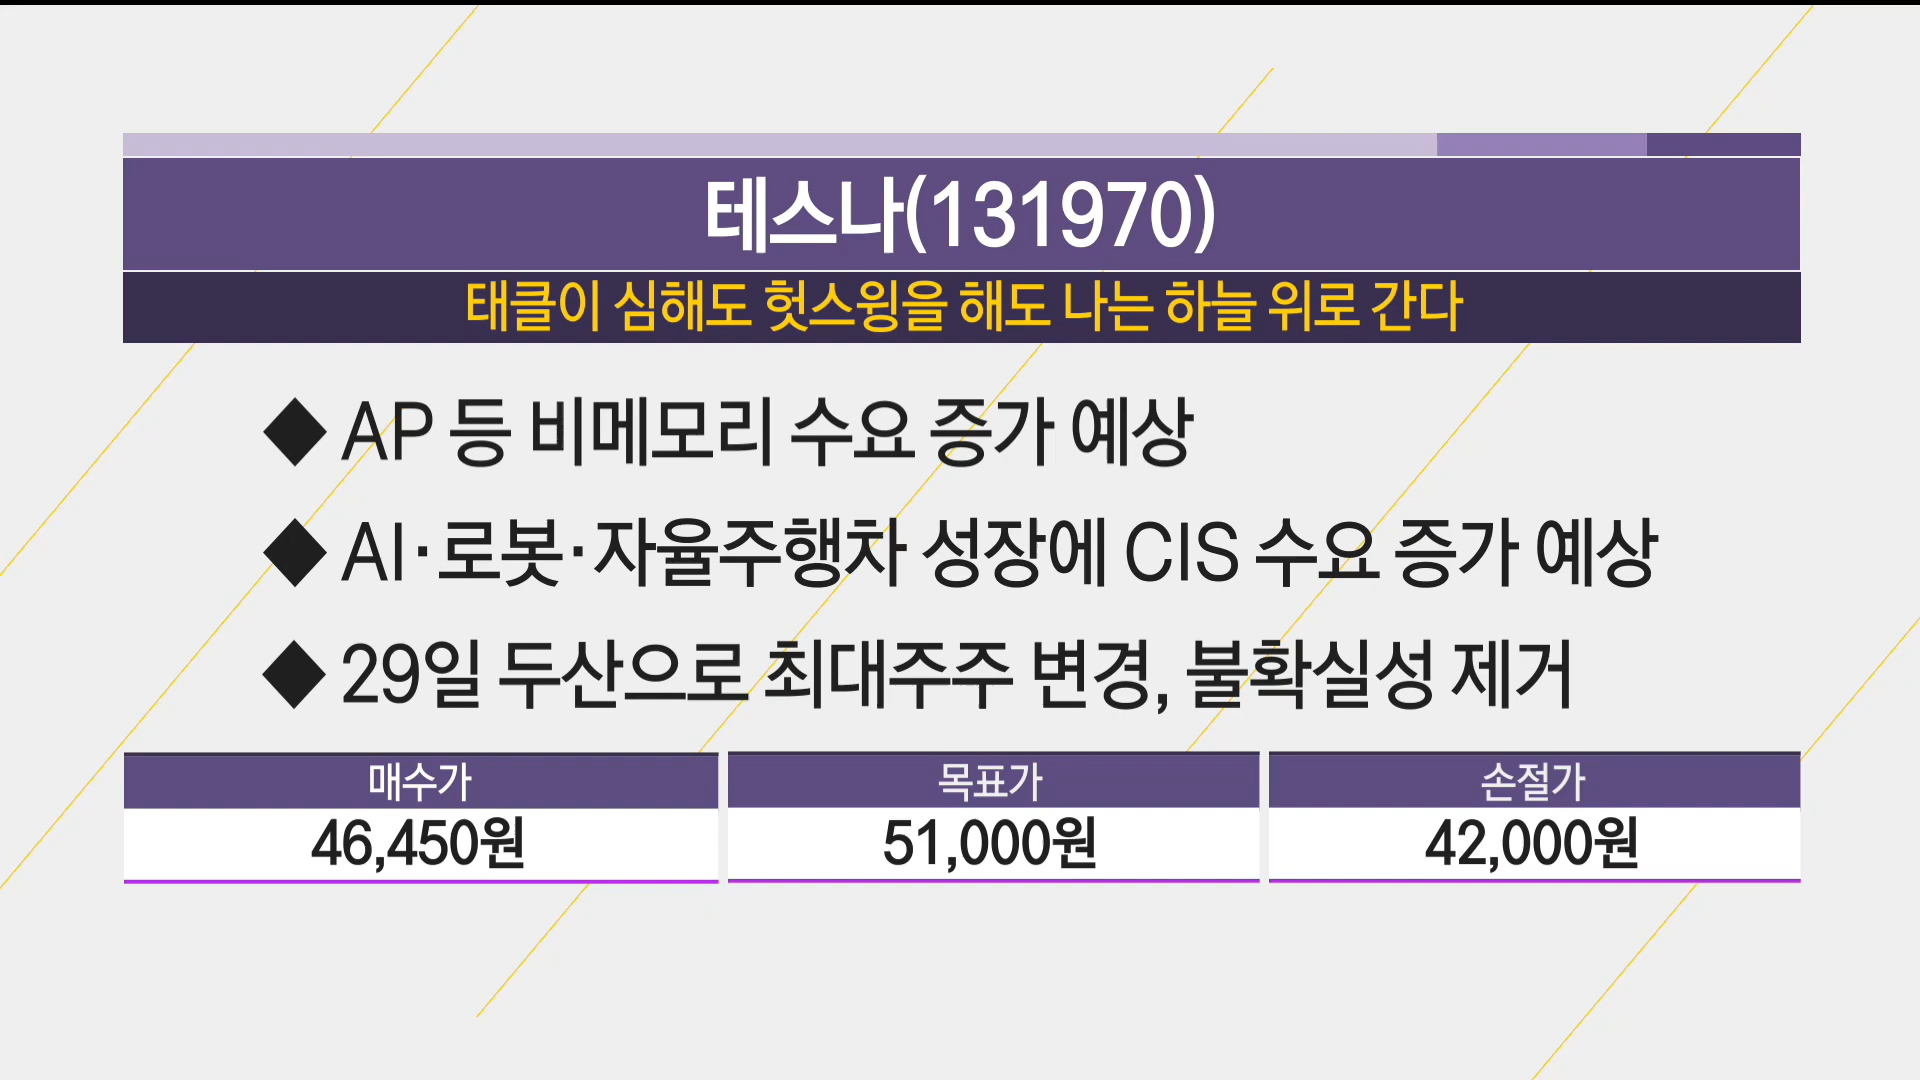 테스나(131970)
태클이 심해도 헛스윙을 해도 나는 하늘 위로 간다
◆ AP 등 비메모리 수요 증가 예상
◆ AI·로봇·자율주행차 성장에 CIS 수요 증가 예상
◆ 29일 두산으로 최대주주 변경, 불확실성 제거
매수가 목표가 손절가
46,450원 51,000원 42,000원